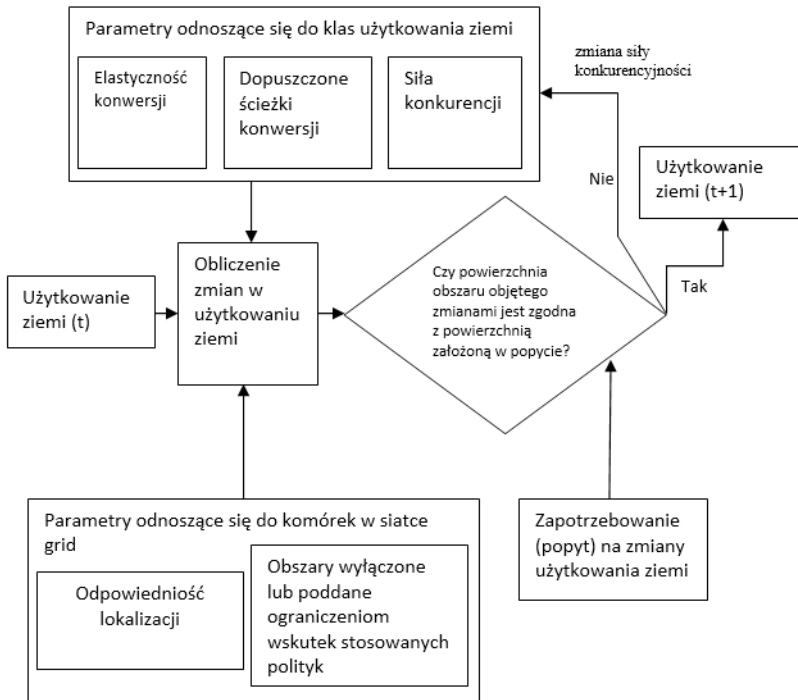 Parametry odnoszące się do klas użytkowania ziemi
Elastyczność
konwersji
Dopuszczone
ścieżki
konwersji
Siła
konkurencji
zmiana siły
konkurencyjności
Nie
Użytkowanie
ziemi (t+1)
Tak
Użytkowanie
ziemi (t)
Obliczenie
zmian w
użytkowaniu
ziemi
Czy powierzchnia
obszaru objętego
zmianami jest zgodna
z powierzchnią
założoną w popycie?
Parametry odnoszące się do komórek w siatce
grid
Odpowiedniość
lokalizacji
Obszary wyłączone
lub poddane
ograniczeniom
wskutek stosowanych
polityk
Zapotrzebowanie
(popyt) na zmiany
użytkowania ziemi